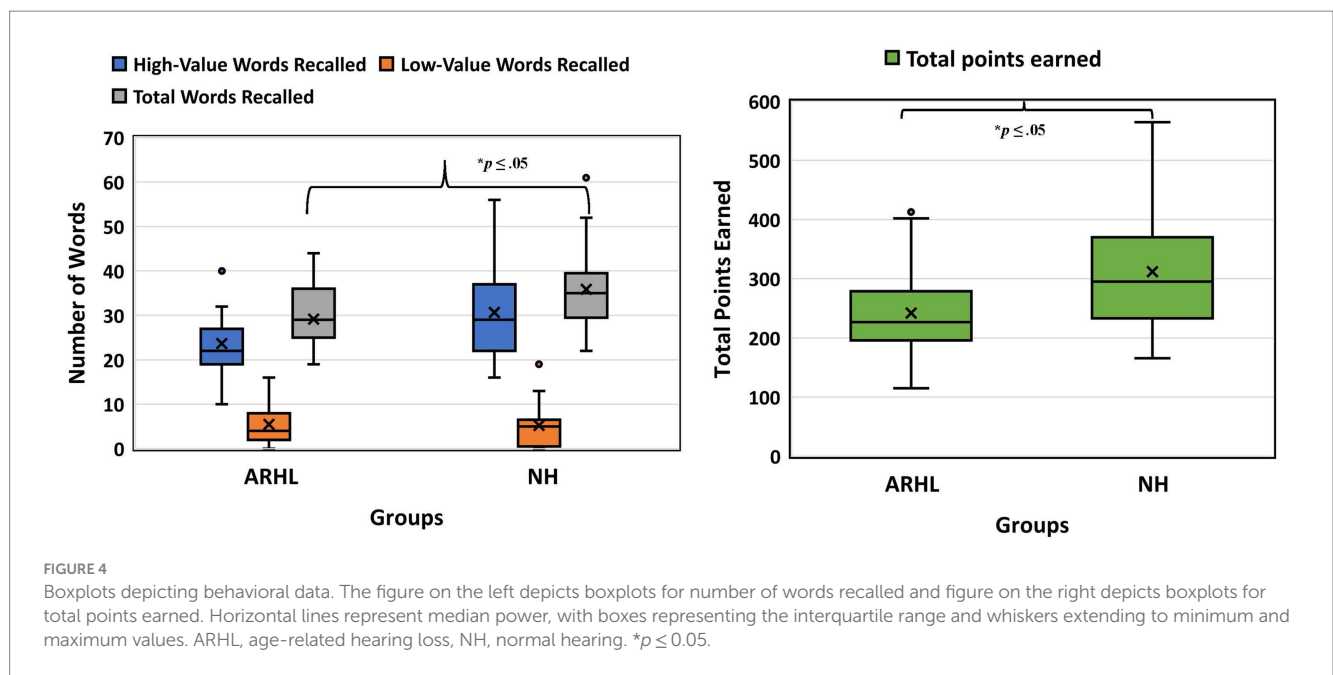 High-Value Words Recalled Low-Value Words Recalled
Total Words Recalled
Number of Words
70
60
50
40
30
20
10
0
*p ≤ .05
ARHL NH
Groups
Total points earned
Total Points Earned
600
500
400
300
200
100
0
*p ≤ .05
ARHL NH
Groups
FIGURE 4
Boxplots depicting behavioral data. The figure on the left depicts boxplots for number of words recalled and figure on the right depicts boxplots for
total points earned. Horizontal lines represent median power, with boxes representing the interquartile range and whiskers extending to minimum and
maximum values. ARHL, age-related hearing loss, NH, normal hearing. *p ≤ 0.05.